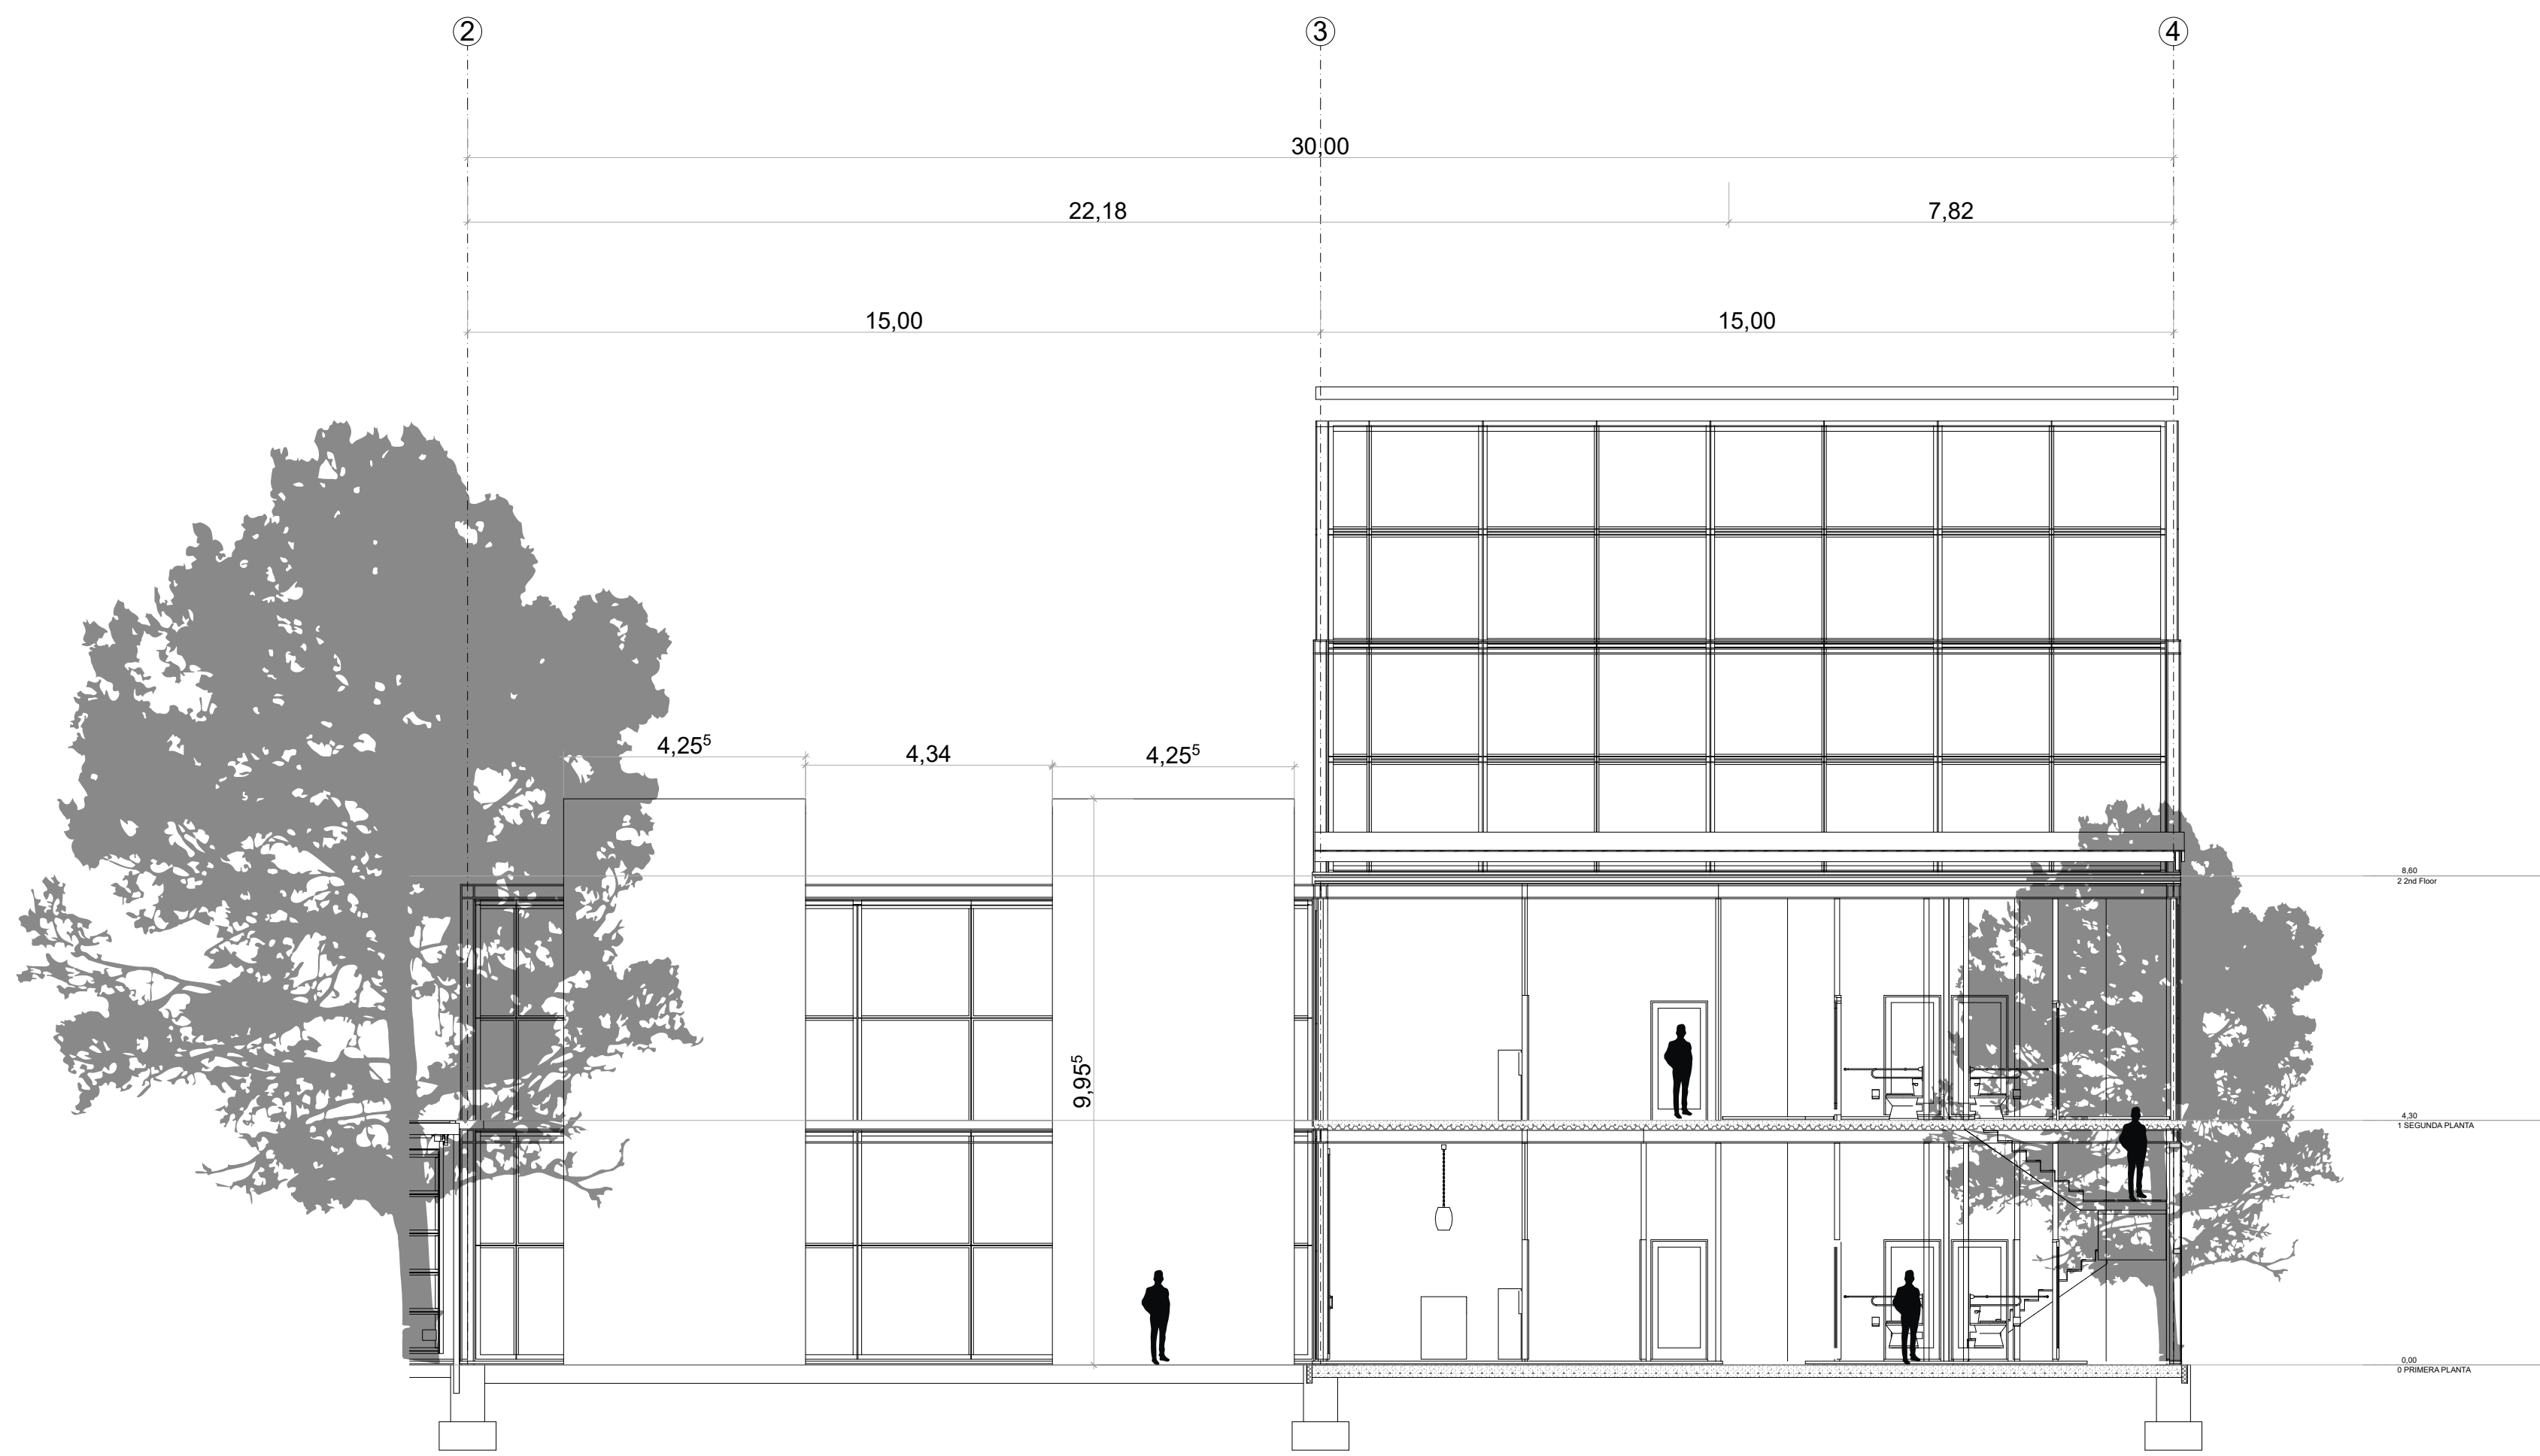 2 3 4
30,00
22,18 7,82
15,00 15,00
4,25⁵ 4,34 4,25⁵
9,95⁵
8,60
2 2nd Floor
4,30
1 SEGUNDA PLANTA
0,00
0 PRIMERA PLANTA